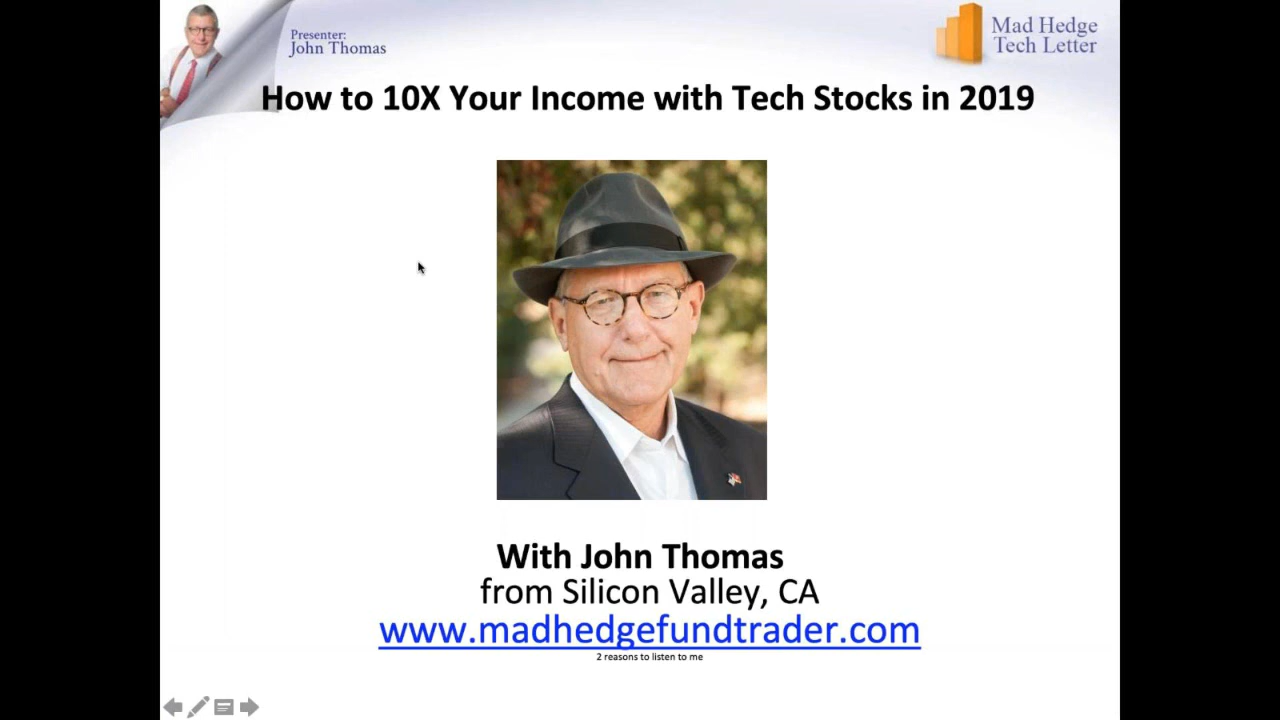 Presenter:
John Thomas
Mad Hedge
Tech Letter
How to 10X Your Income with Tech Stocks in 2019
With John Thomas
from Silicon Valley, CA
www.madhedgefundtrader.com
2 reasons to listen to me